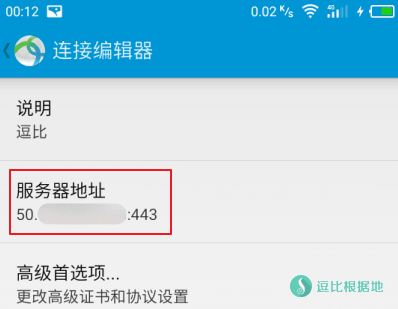 00:12 0.02 K/s 4G
连接编辑器
说明
逗比
服务器地址
50. :443
高级首选项...
更改高级证书和协议设置
逗比根据地